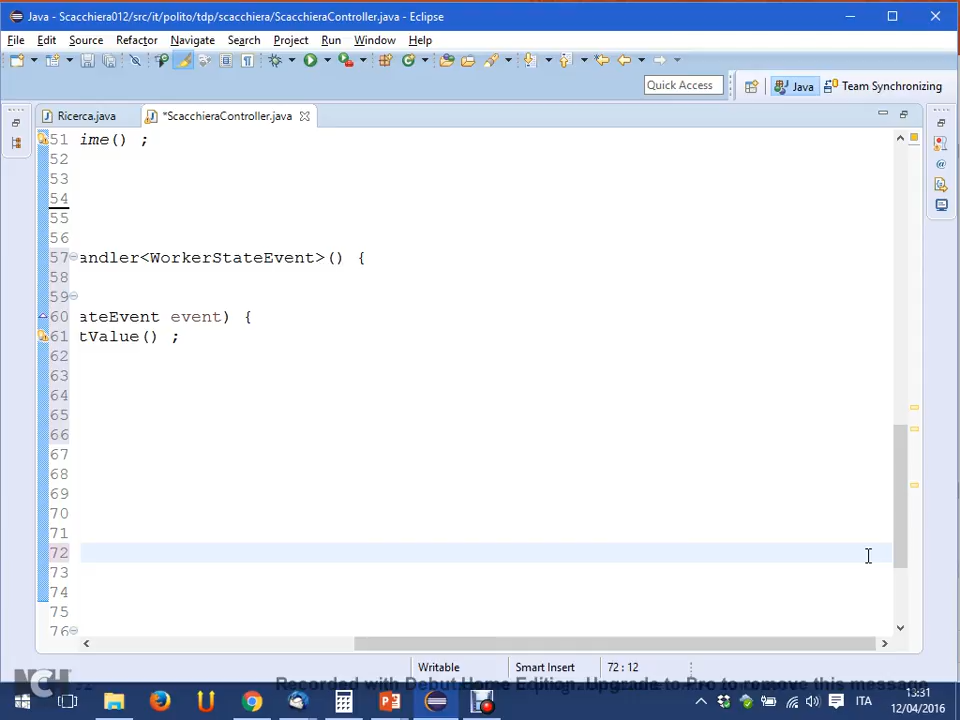 Java - Scacchiera012/src/it/polito/tdp/scacchiera/ScacchieraController.java - Eclipse
File Edit Source Refactor Navigate Search Project Run Window Help
Quick Access
Java
Team Synchronizing
Ricerca.java
*ScacchieraController.java
51 ime() ;
52
53
54
55
56
57 andler<WorkerStateEvent>() {
58
59
60 ateEvent event) {
61 tValue() ;
62
63
64
65
66
67
68
69
70
71
72
73
74
75
76
Writable
Smart Insert
72 : 12
NCH
Recorded with Debut Home Edition. Upgrade to Pro to remove this message
ITA
13:31
12/04/2016